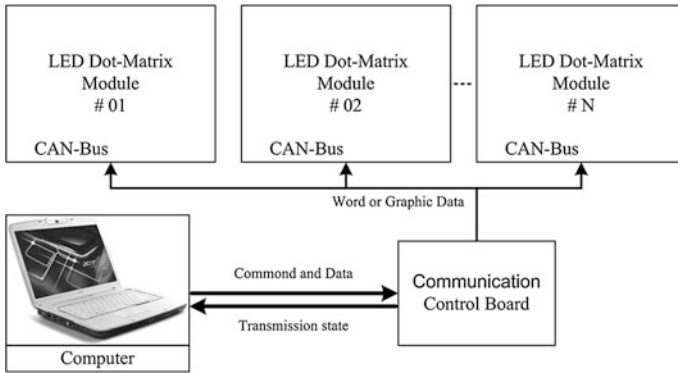 LED Dot-Matrix
Module
# 01
CAN-Bus
LED Dot-Matrix
Module
# 02
CAN-Bus
LED Dot-Matrix
Module
# N
CAN-Bus
Word or Graphic Data
Commond and Data
Transmission state
Communication
Control Board
Computer